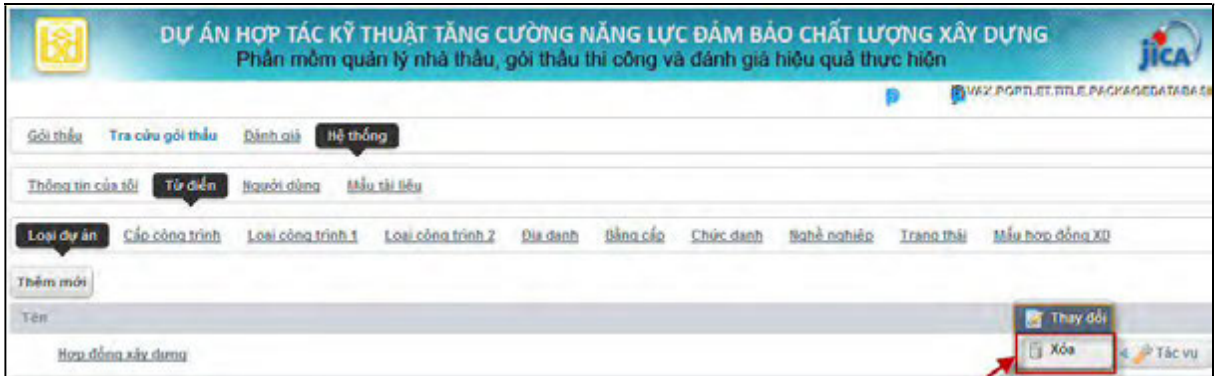 DỰ ÁN HỢP TÁC KỸ THUẬT TĂNG CƯỜNG NĂNG LỰC ĐẢM BẢO CHẤT LƯỢNG XÂY DỰNG
Phần mềm quản lý nhà thầu, gói thầu thi công và đánh giá hiệu quả thực hiện
jICA
VAX.PORTLET.TITLE.PACKAGEDATABASE
Gói thầu Tra cứu gói thầu Đánh giá Hệ thống
Thông tin của tôi Từ điển Người dùng Mẫu tài liệu
Loại dự án Cấp công trình Loại công trình 1 Loại công trình 2 Địa danh Bằng cấp Chức danh Nghề nghiệp Trạng thái Mẫu hợp đồng XD
Thêm mới
Tên
Thay đổi
Hợp đồng xây dựng Xóa Tác vụ